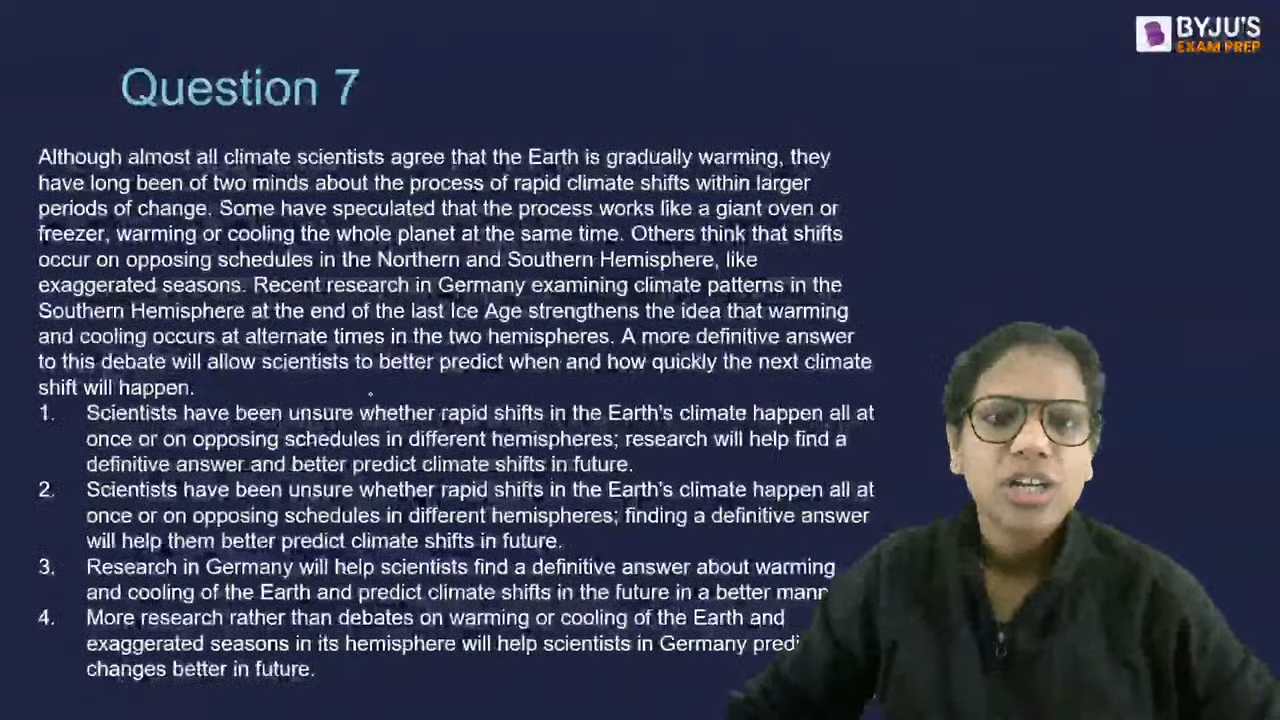 BYJU'S
EXAM PREP
Question 7
Although almost all climate scientists agree that the Earth is gradually warming, they
have long been of two minds about the process of rapid climate shifts within larger
periods of change. Some have speculated that the process works like a giant oven or
freezer, warming or cooling the whole planet at the same time. Others think that shifts
occur on opposing schedules in the Northern and Southern Hemisphere, like
exaggerated seasons. Recent research in Germany examining climate patterns in the
Southern Hemisphere at the end of the last Ice Age strengthens the idea that warming
and cooling occurs at alternate times in the two hemispheres. A more definitive answer
to this debate will allow scientists to better predict when and how quickly the next climate
shift will happen.
1. Scientists have been unsure whether rapid shifts in the Earth's climate happen all at
once or on opposing schedules in different hemispheres; research will help find a
definitive answer and better predict climate shifts in future.
2. Scientists have been unsure whether rapid shifts in the Earth's climate happen all at
once or on opposing schedules in different hemispheres; finding a definitive answer
will help them better predict climate shifts in future.
3. Research in Germany will help scientists find a definitive answer about warming
and cooling of the Earth and predict climate shifts in the future in a better
4. More research rather than debates on warming or cooling of the Earth and
exaggerated seasons in its hemisphere will help scientists in Germany
changes better in future.